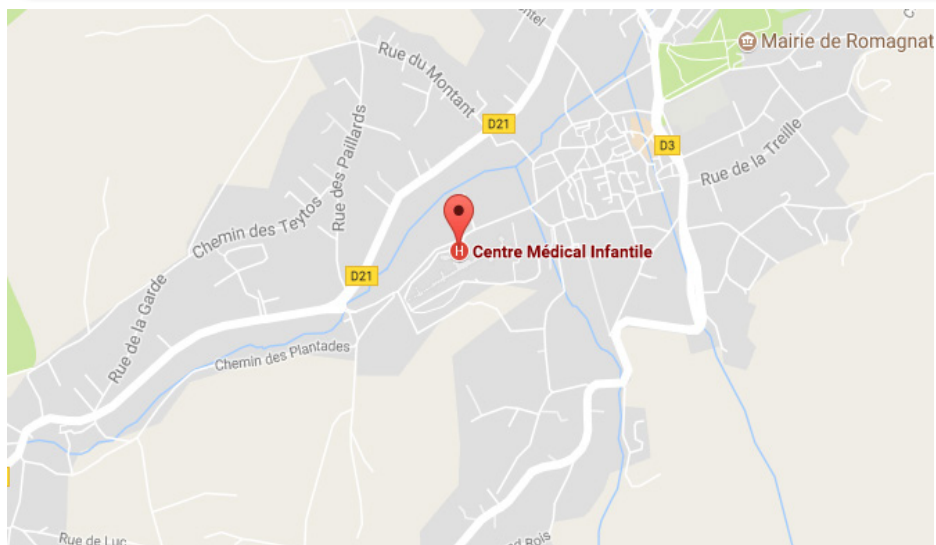 Mairie de Romagnat
Rue du Montant
D21
D3
Rue des Paillards
Rue de la Treille
Chemin des Teytos
Centre Médical Infantile
D21
Rue de la Garde
Chemin des Plantades
Rue de Luc
Bois